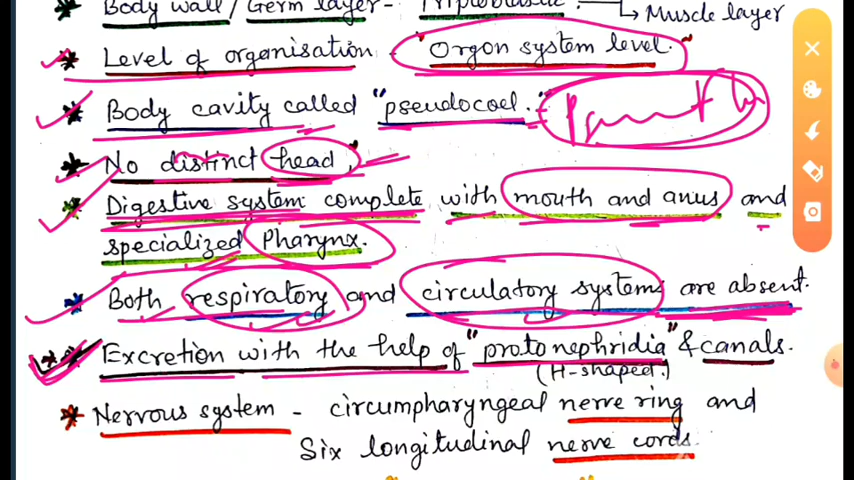 Body wall / Germ layer - Triploblastic
↳ Muscle layer
* Level of organisation - "Orgon system level."
* Body cavity called "pseudocoel."
* No distinct head.
* Digestive system complete with mouth and anus and
specialized Pharynx.
* Both respiratory and circulatory system are absent.
* Excretion with the help of "protonephridia" & canals.
(H-shaped.)
* Nervous system - circumpharyngeal nerve ring and
Six longitudinal nerve cords.